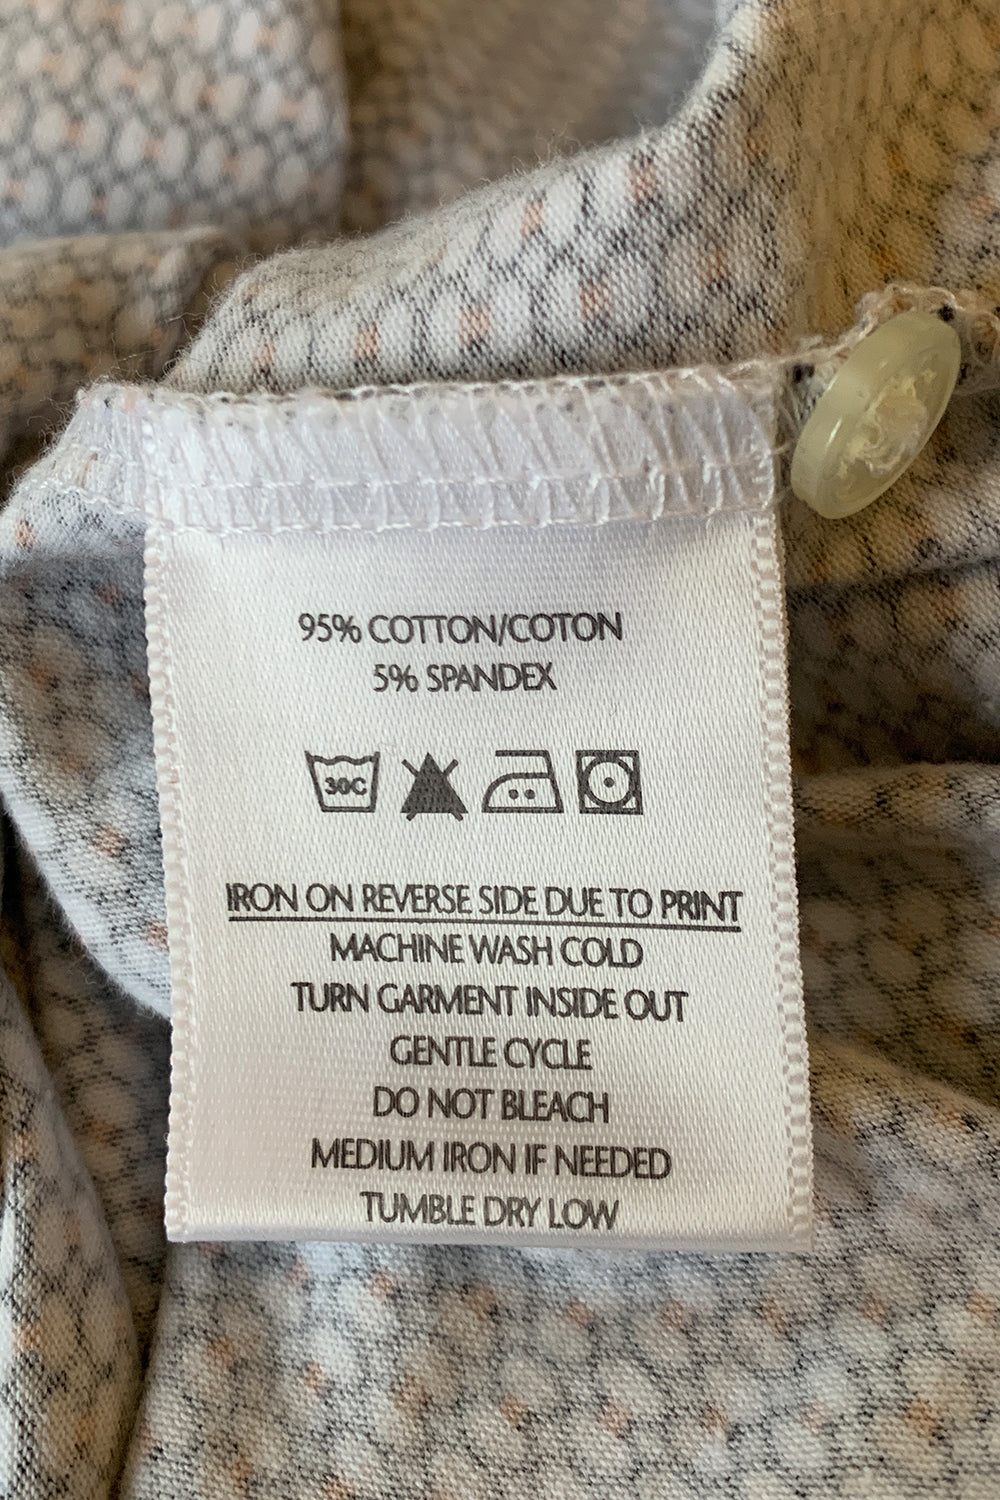 95% COTTON/COTON
5% SPANDEX
30C
IRON ON REVERSE SIDE DUE TO PRINT
MACHINE WASH COLD
TURN GARMENT INSIDE OUT
GENTLE CYCLE
DO NOT BLEACH
MEDIUM IRON IF NEEDED
TUMBLE DRY LOW